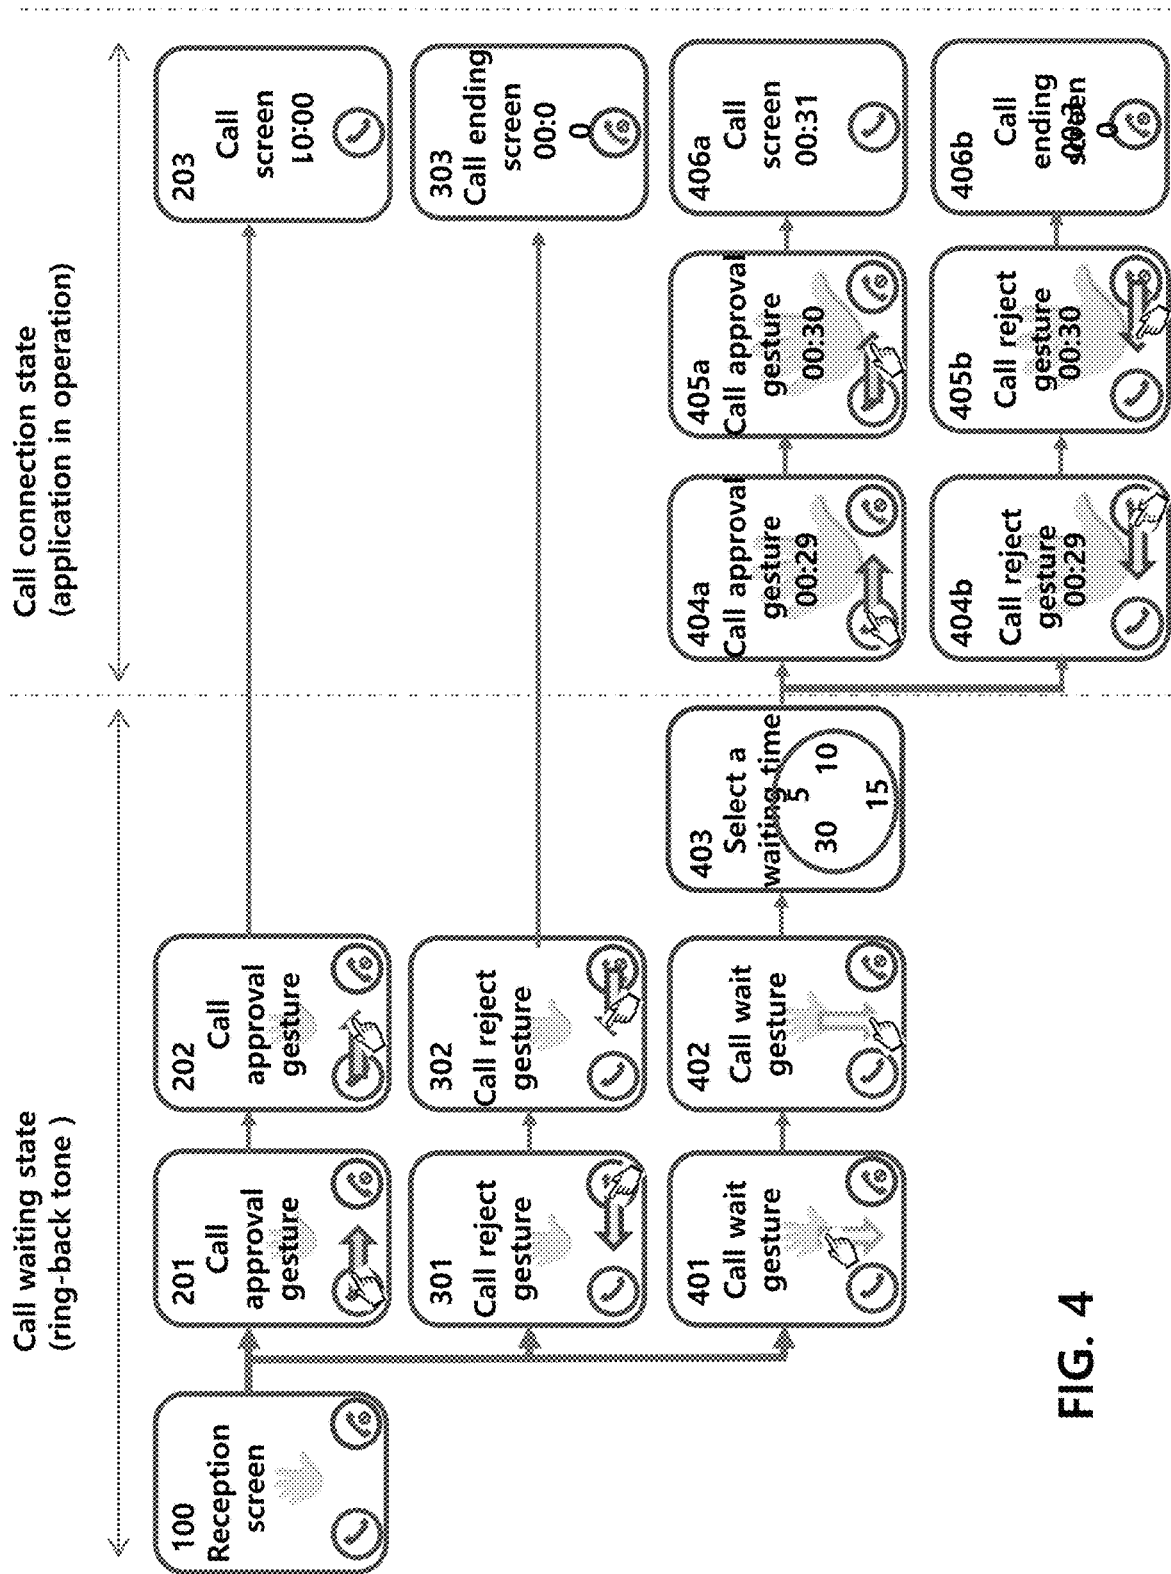 Call waiting state
(ring-back tone )
Call connection state
(application in operation)
100
Reception
screen
201
Call
approval
gesture
202
Call
approval
gesture
203
Call
screen
00:01
301
Call reject
gesture
302
Call reject
gesture
303
Call ending
screen
00:0
0
401
Call wait
gesture
402
Call wait
gesture
403
Select a
waiting time
5
30
10
15
404a
Call approval
gesture
00:29
405a
Call approval
gesture
00:30
406a
Call
screen
00:31
404b
Call reject
gesture
00:29
405b
Call reject
gesture
00:30
406b
Call
ending
screen
0
FIG. 4